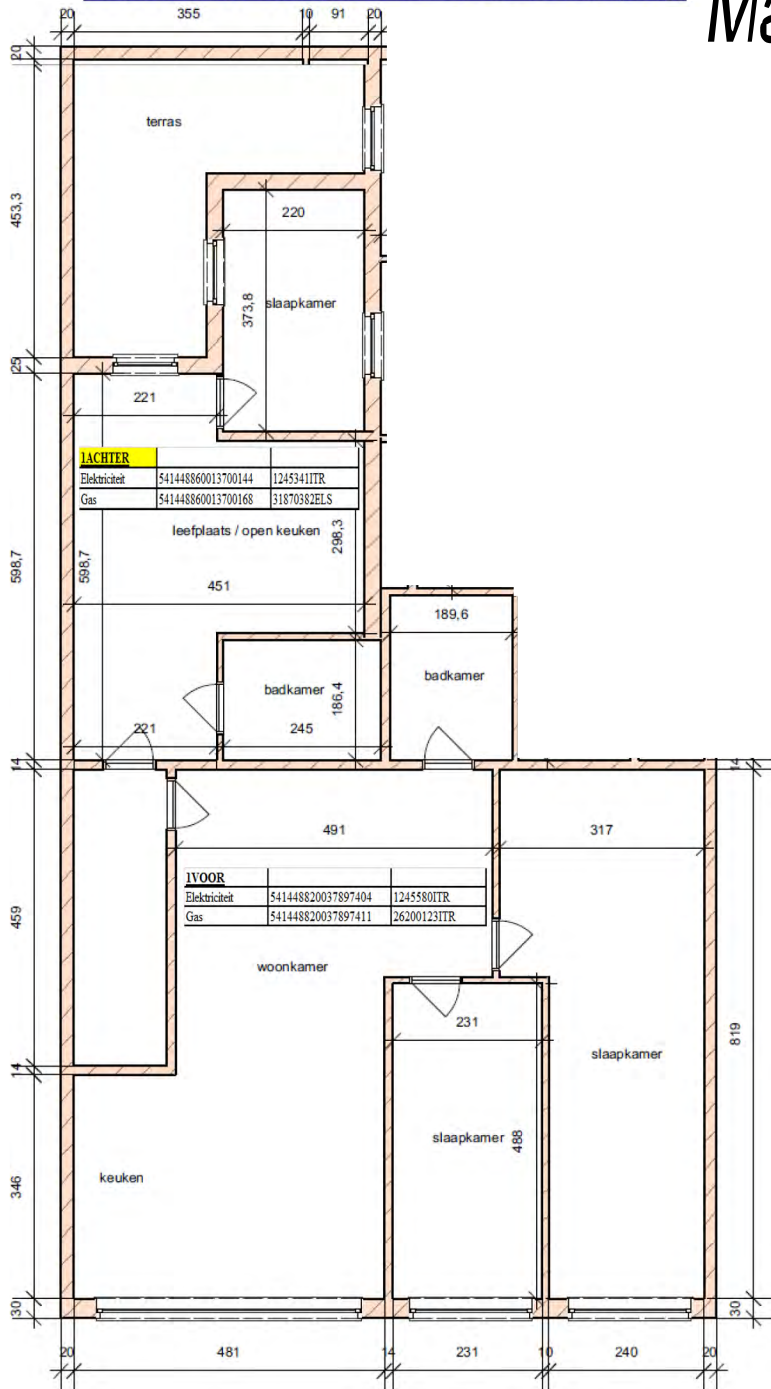 Ma
20 355 10 91 20
20
terras
453,3
220
373,8
slaapkamer
25
221
1ACHTER
Elektriciteit 541448860013700144 1245341ITR
Gas 541448860013700168 31870382ELS
leefplaats / open keuken
298,3
598,7
598,7
451
189,6
badkamer
badkamer
186,4
221 245
14
14
491 317
1VOOR
Elektriciteit 541448820037897404 1245580ITR
Gas 541448820037897411 26200123ITR
459
woonkamer
231
819
slaapkamer
14
slaapkamer
488
keuken
346
30
30
20 481 14 231 10 240 20